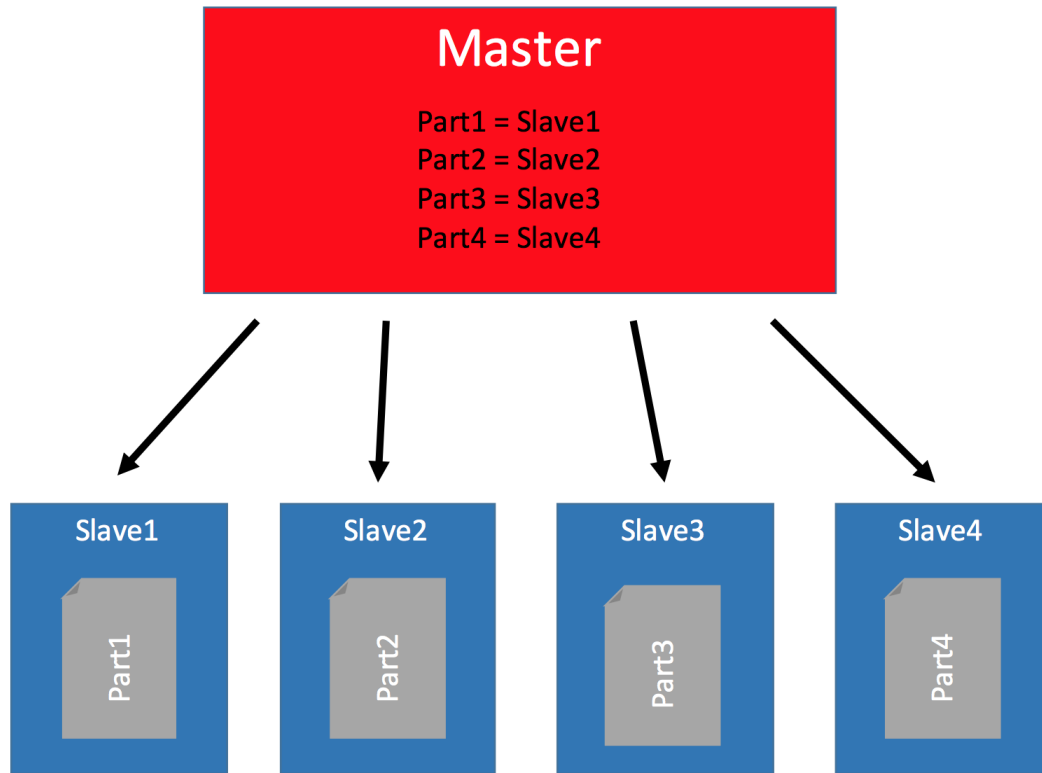 Master
Part1 = Slave1
Part2 = Slave2
Part3 = Slave3
Part4 = Slave4
Slave1
Slave2
Slave3
Slave4
Part1
Part2
Part3
Part4